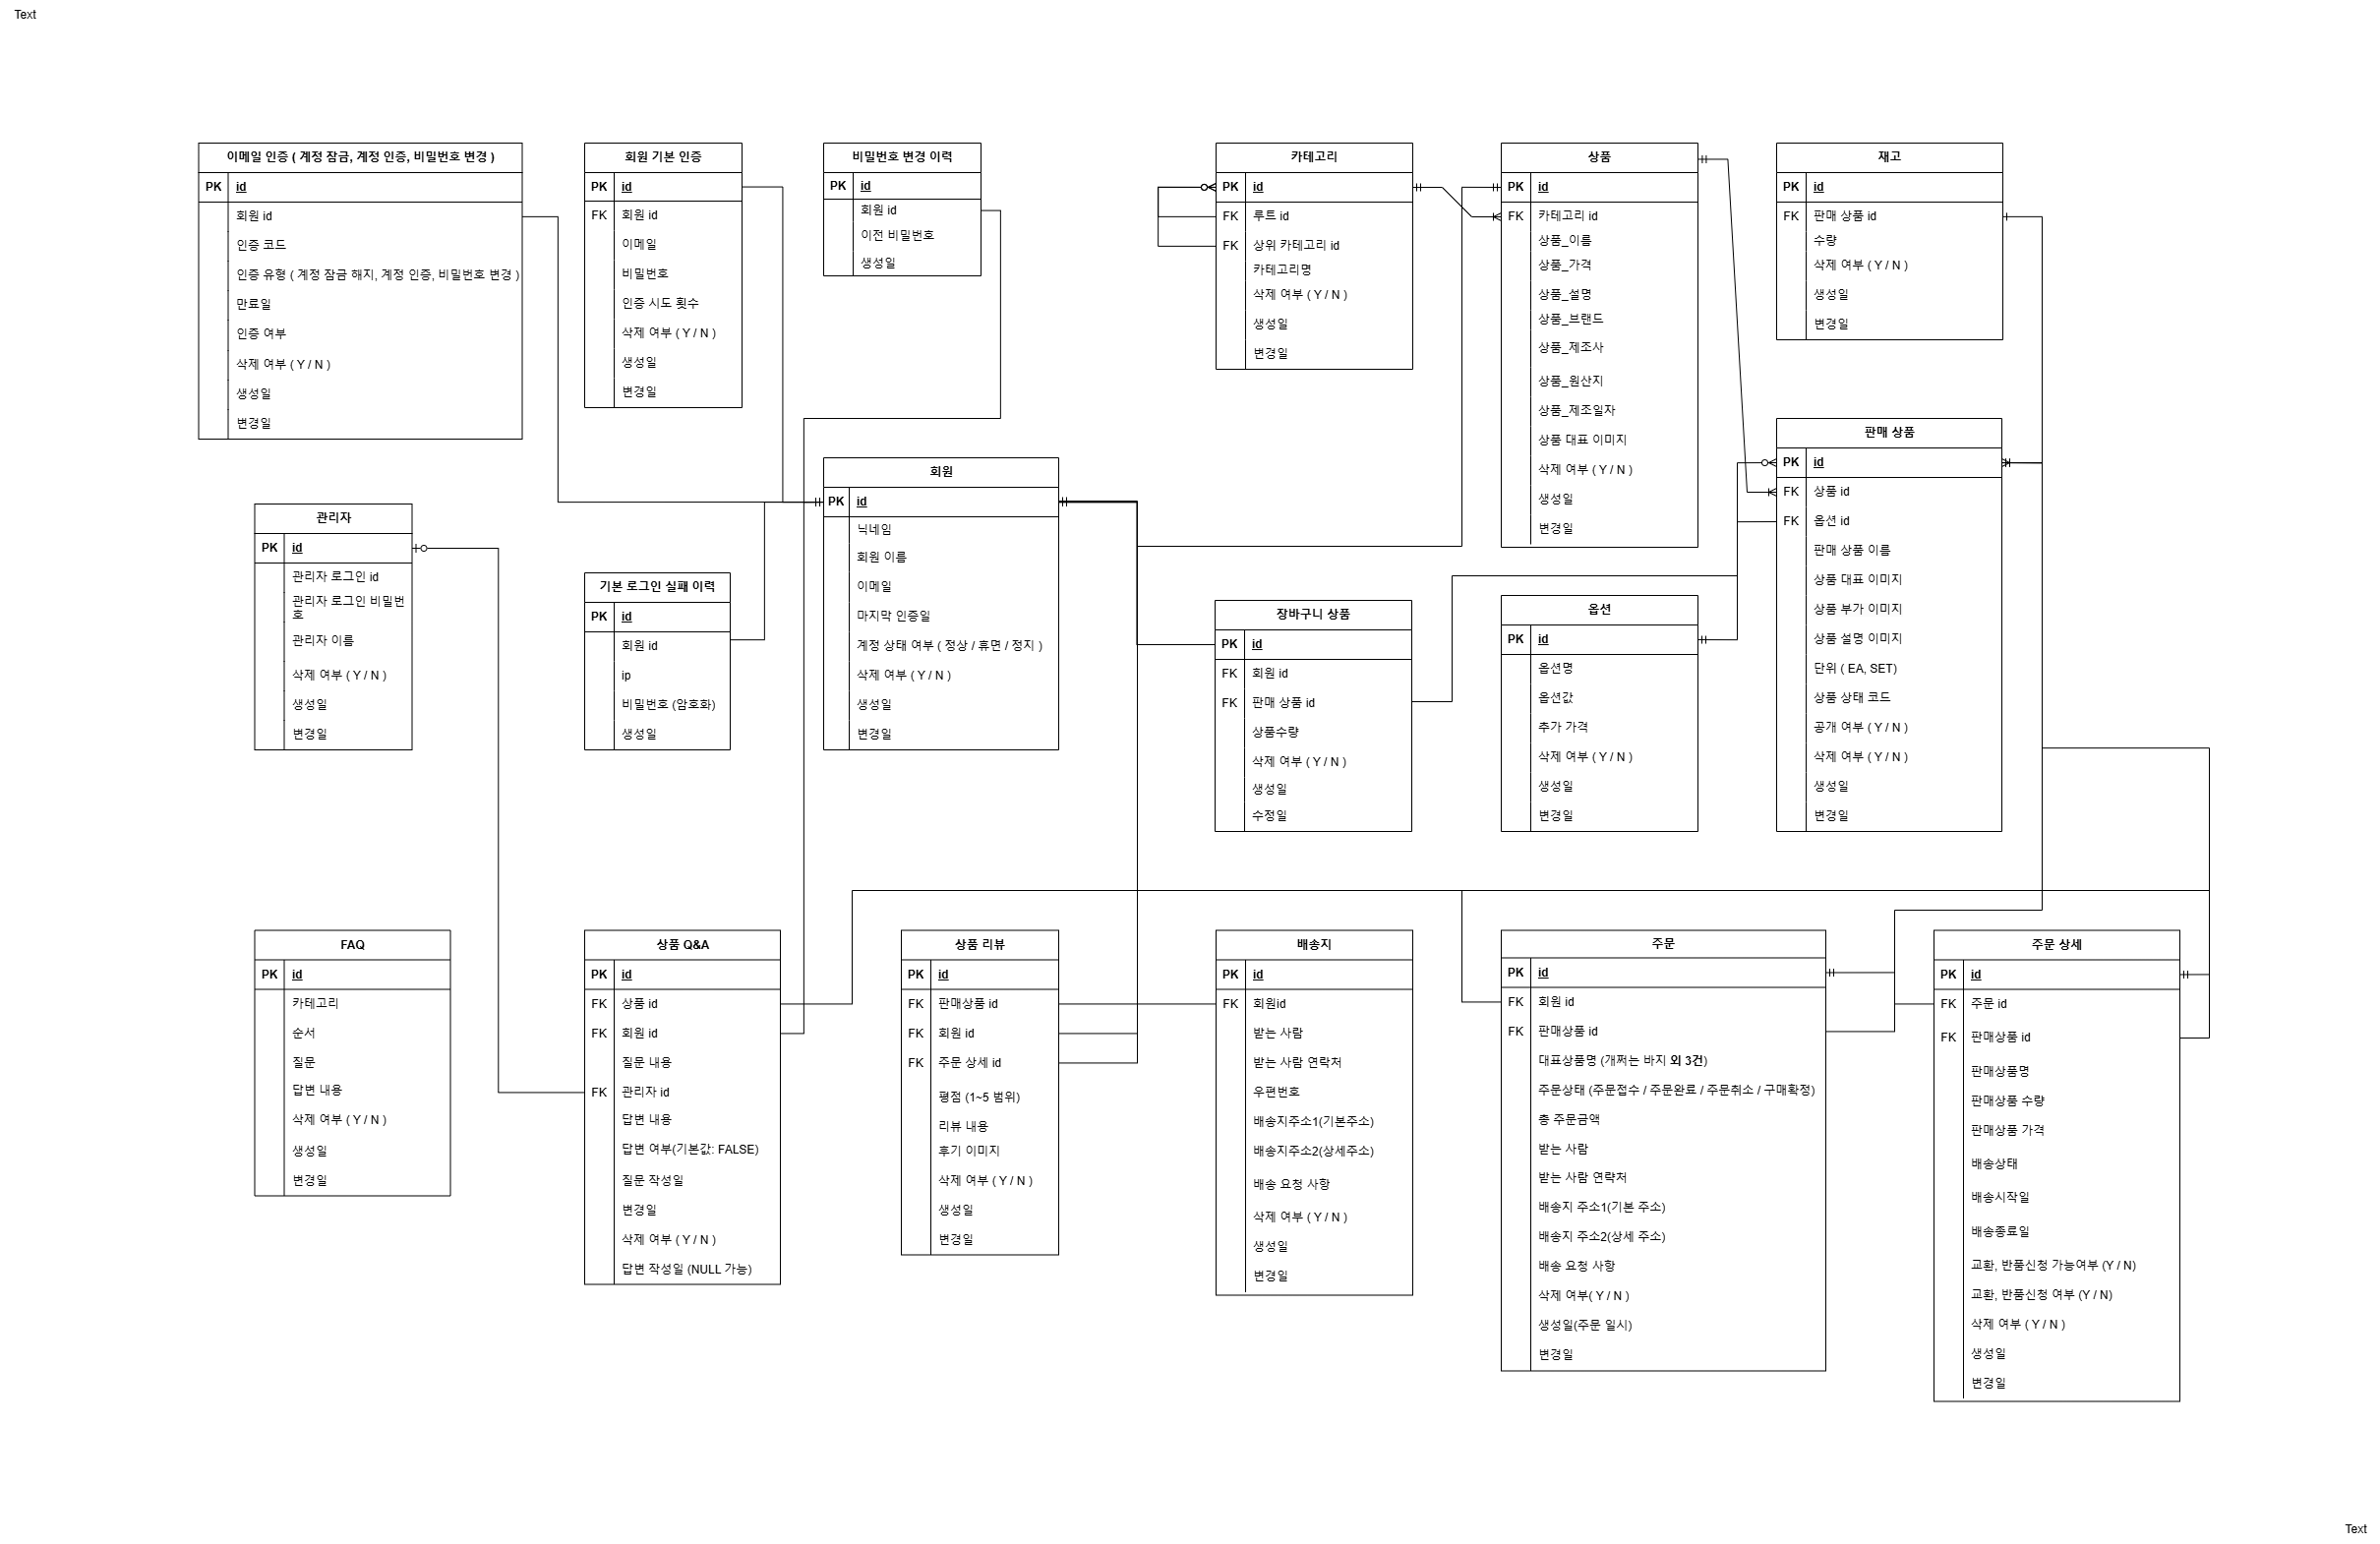 Text
이메일 인증 ( 계정 잠금, 계정 인증, 비밀번호 변경 )
PK id
회원 id
인증 코드
인증 유형 ( 계정 잠금 해지, 계정 인증, 비밀번호 변경 )
만료일
인증 여부
삭제 여부 ( Y / N )
생성일
변경일
회원 기본 인증
PK id
FK 회원 id
이메일
비밀번호
인증 시도 횟수
삭제 여부 ( Y / N )
생성일
변경일
비밀번호 변경 이력
PK id
회원 id
이전 비밀번호
생성일
카테고리
PK id
FK 루트 id
FK 상위 카테고리 id
카테고리명
삭제 여부 ( Y / N )
생성일
변경일
상품
PK id
FK 카테고리 id
상품_이름
상품_가격
상품_설명
상품_브랜드
상품_제조사
상품_원산지
상품_제조일자
상품 대표 이미지
삭제 여부 ( Y / N )
생성일
변경일
재고
PK id
FK 판매 상품 id
수량
삭제 여부 ( Y / N )
생성일
변경일
관리자
PK id
관리자 로그인 id
관리자 로그인 비밀번
호
관리자 이름
삭제 여부 ( Y / N )
생성일
변경일
기본 로그인 실패 이력
PK id
회원 id
ip
비밀번호 (암호화)
생성일
회원
PK id
닉네임
회원 이름
이메일
마지막 인증일
계정 상태 여부 ( 정상 / 휴면 / 정지 )
삭제 여부 ( Y / N )
생성일
변경일
장바구니 상품
PK id
FK 회원 id
FK 판매 상품 id
상품수량
삭제 여부 ( Y / N )
생성일
수정일
옵션
PK id
옵션명
옵션값
추가 가격
삭제 여부 ( Y / N )
생성일
변경일
판매 상품
PK id
FK 상품 id
FK 옵션 id
판매 상품 이름
상품 대표 이미지
상품 부가 이미지
상품 설명 이미지
단위 ( EA, SET)
상품 상태 코드
공개 여부 ( Y / N )
삭제 여부 ( Y / N )
생성일
변경일
FAQ
PK id
카테고리
순서
질문
답변 내용
삭제 여부 ( Y / N )
생성일
변경일
상품 Q&A
PK id
FK 상품 id
FK 회원 id
질문 내용
FK 관리자 id
답변 내용
답변 여부(기본값: FALSE)
질문 작성일
변경일
삭제 여부 ( Y / N )
답변 작성일 (NULL 가능)
상품 리뷰
PK id
FK 판매상품 id
FK 회원 id
FK 주문 상세 id
평점 (1~5 범위)
리뷰 내용
후기 이미지
삭제 여부 ( Y / N )
생성일
변경일
배송지
PK id
FK 회원id
받는 사람
받는 사람 연락처
우편번호
배송지주소1(기본주소)
배송지주소2(상세주소)
배송 요청 사항
삭제 여부 ( Y / N )
생성일
변경일
주문
PK id
FK 회원 id
FK 판매상품 id
대표상품명 (개쩌는 바지 외 3건)
주문상태 (주문접수 / 주문완료 / 주문취소 / 구매확정)
총 주문금액
받는 사람
받는 사람 연략처
배송지 주소1(기본 주소)
배송지 주소2(상세 주소)
배송 요청 사항
삭제 여부( Y / N )
생성일(주문 일시)
변경일
주문 상세
PK id
FK 주문 id
FK 판매상품 id
판매상품명
판매상품 수량
판매상품 가격
배송상태
배송시작일
배송종료일
교환, 반품신청 가능여부 (Y / N)
교환, 반품신청 여부 (Y / N)
삭제 여부 ( Y / N )
생성일
변경일
Text